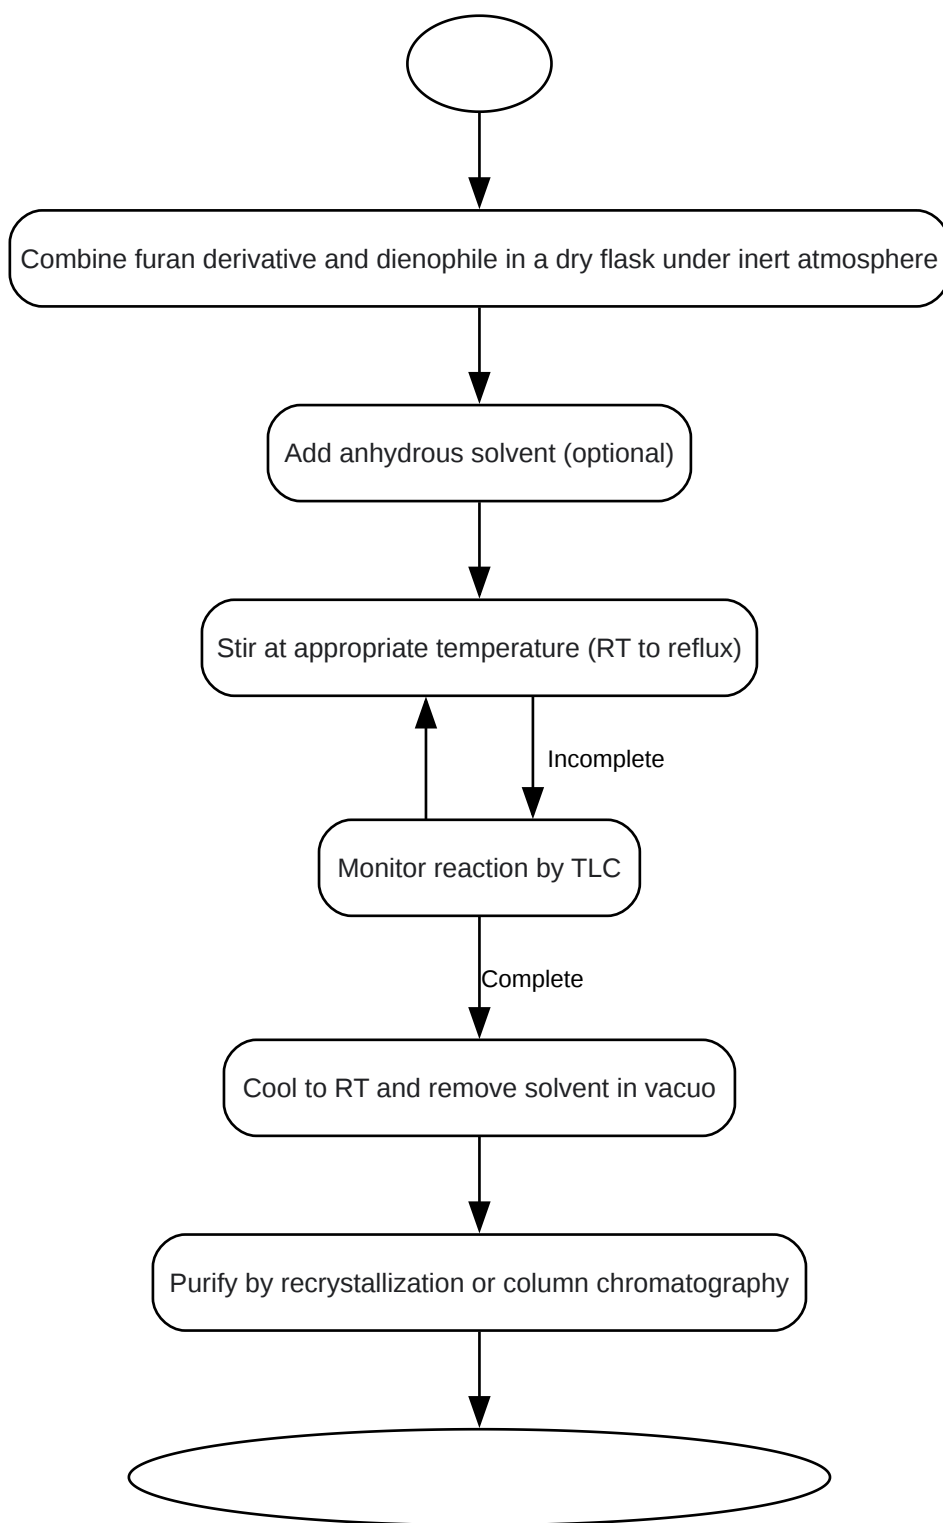 Combine furan derivative and dienophile in a dry flask under inert atmosphere
Add anhydrous solvent (optional)
Stir at appropriate temperature (RT to reflux)
Incomplete
Monitor reaction by TLC
Complete
Cool to RT and remove solvent in vacuo
Purify by recrystallization or column chromatography